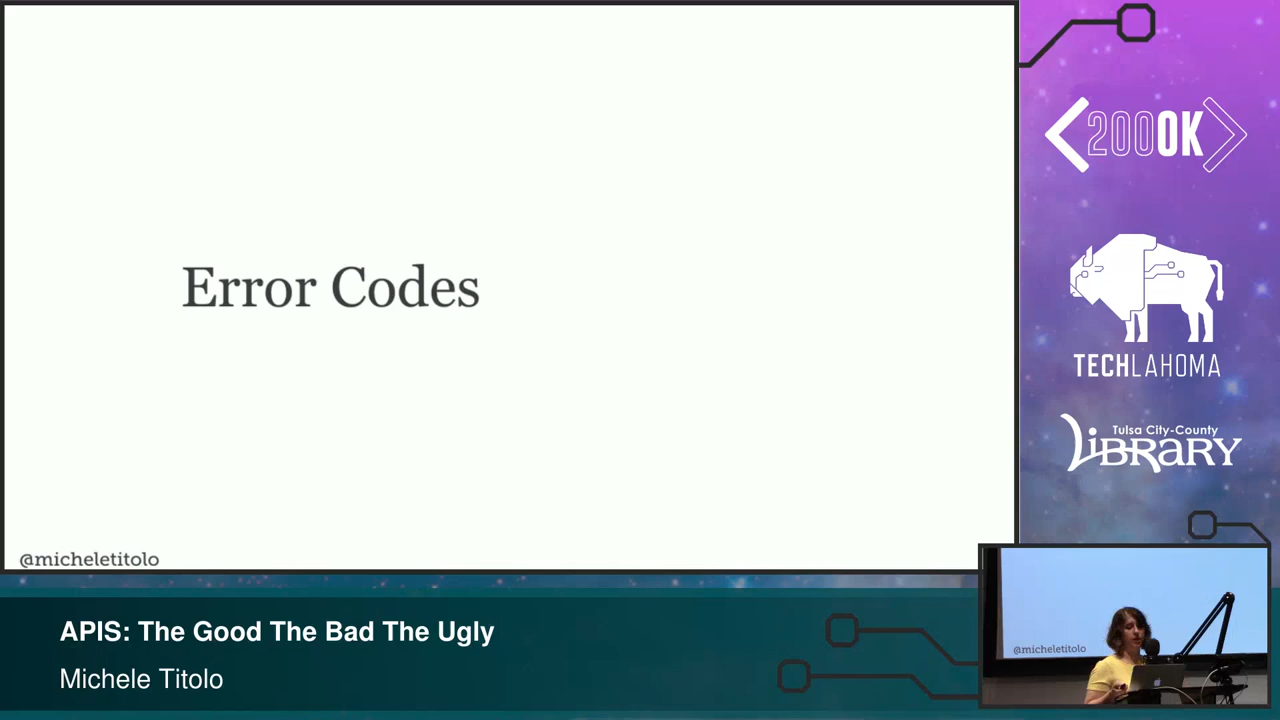 Error Codes
@micheletitolo
200OK
TECHLAHOMA
Tulsa City-County
LIBRARY
@micheletitolo
APIS: The Good The Bad The Ugly
Michele Titolo